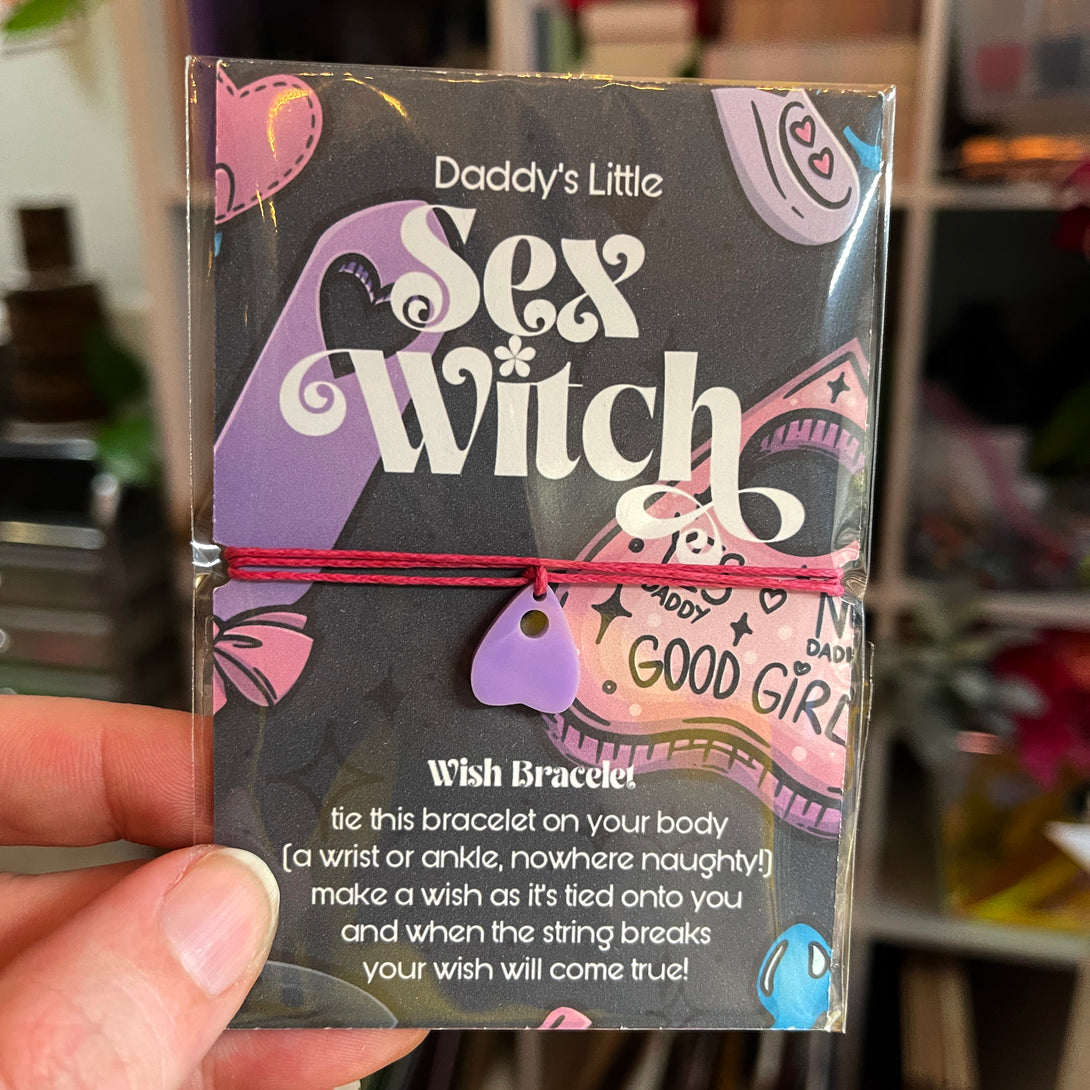 Daddy's Little
Sex
Witch
DADDY
GOOD GIRL
Wish Bracelet
tie this bracelet on your body
(a wrist or ankle, nowhere naughty!)
make a wish as it's tied onto you
and when the string breaks
your wish will come true!